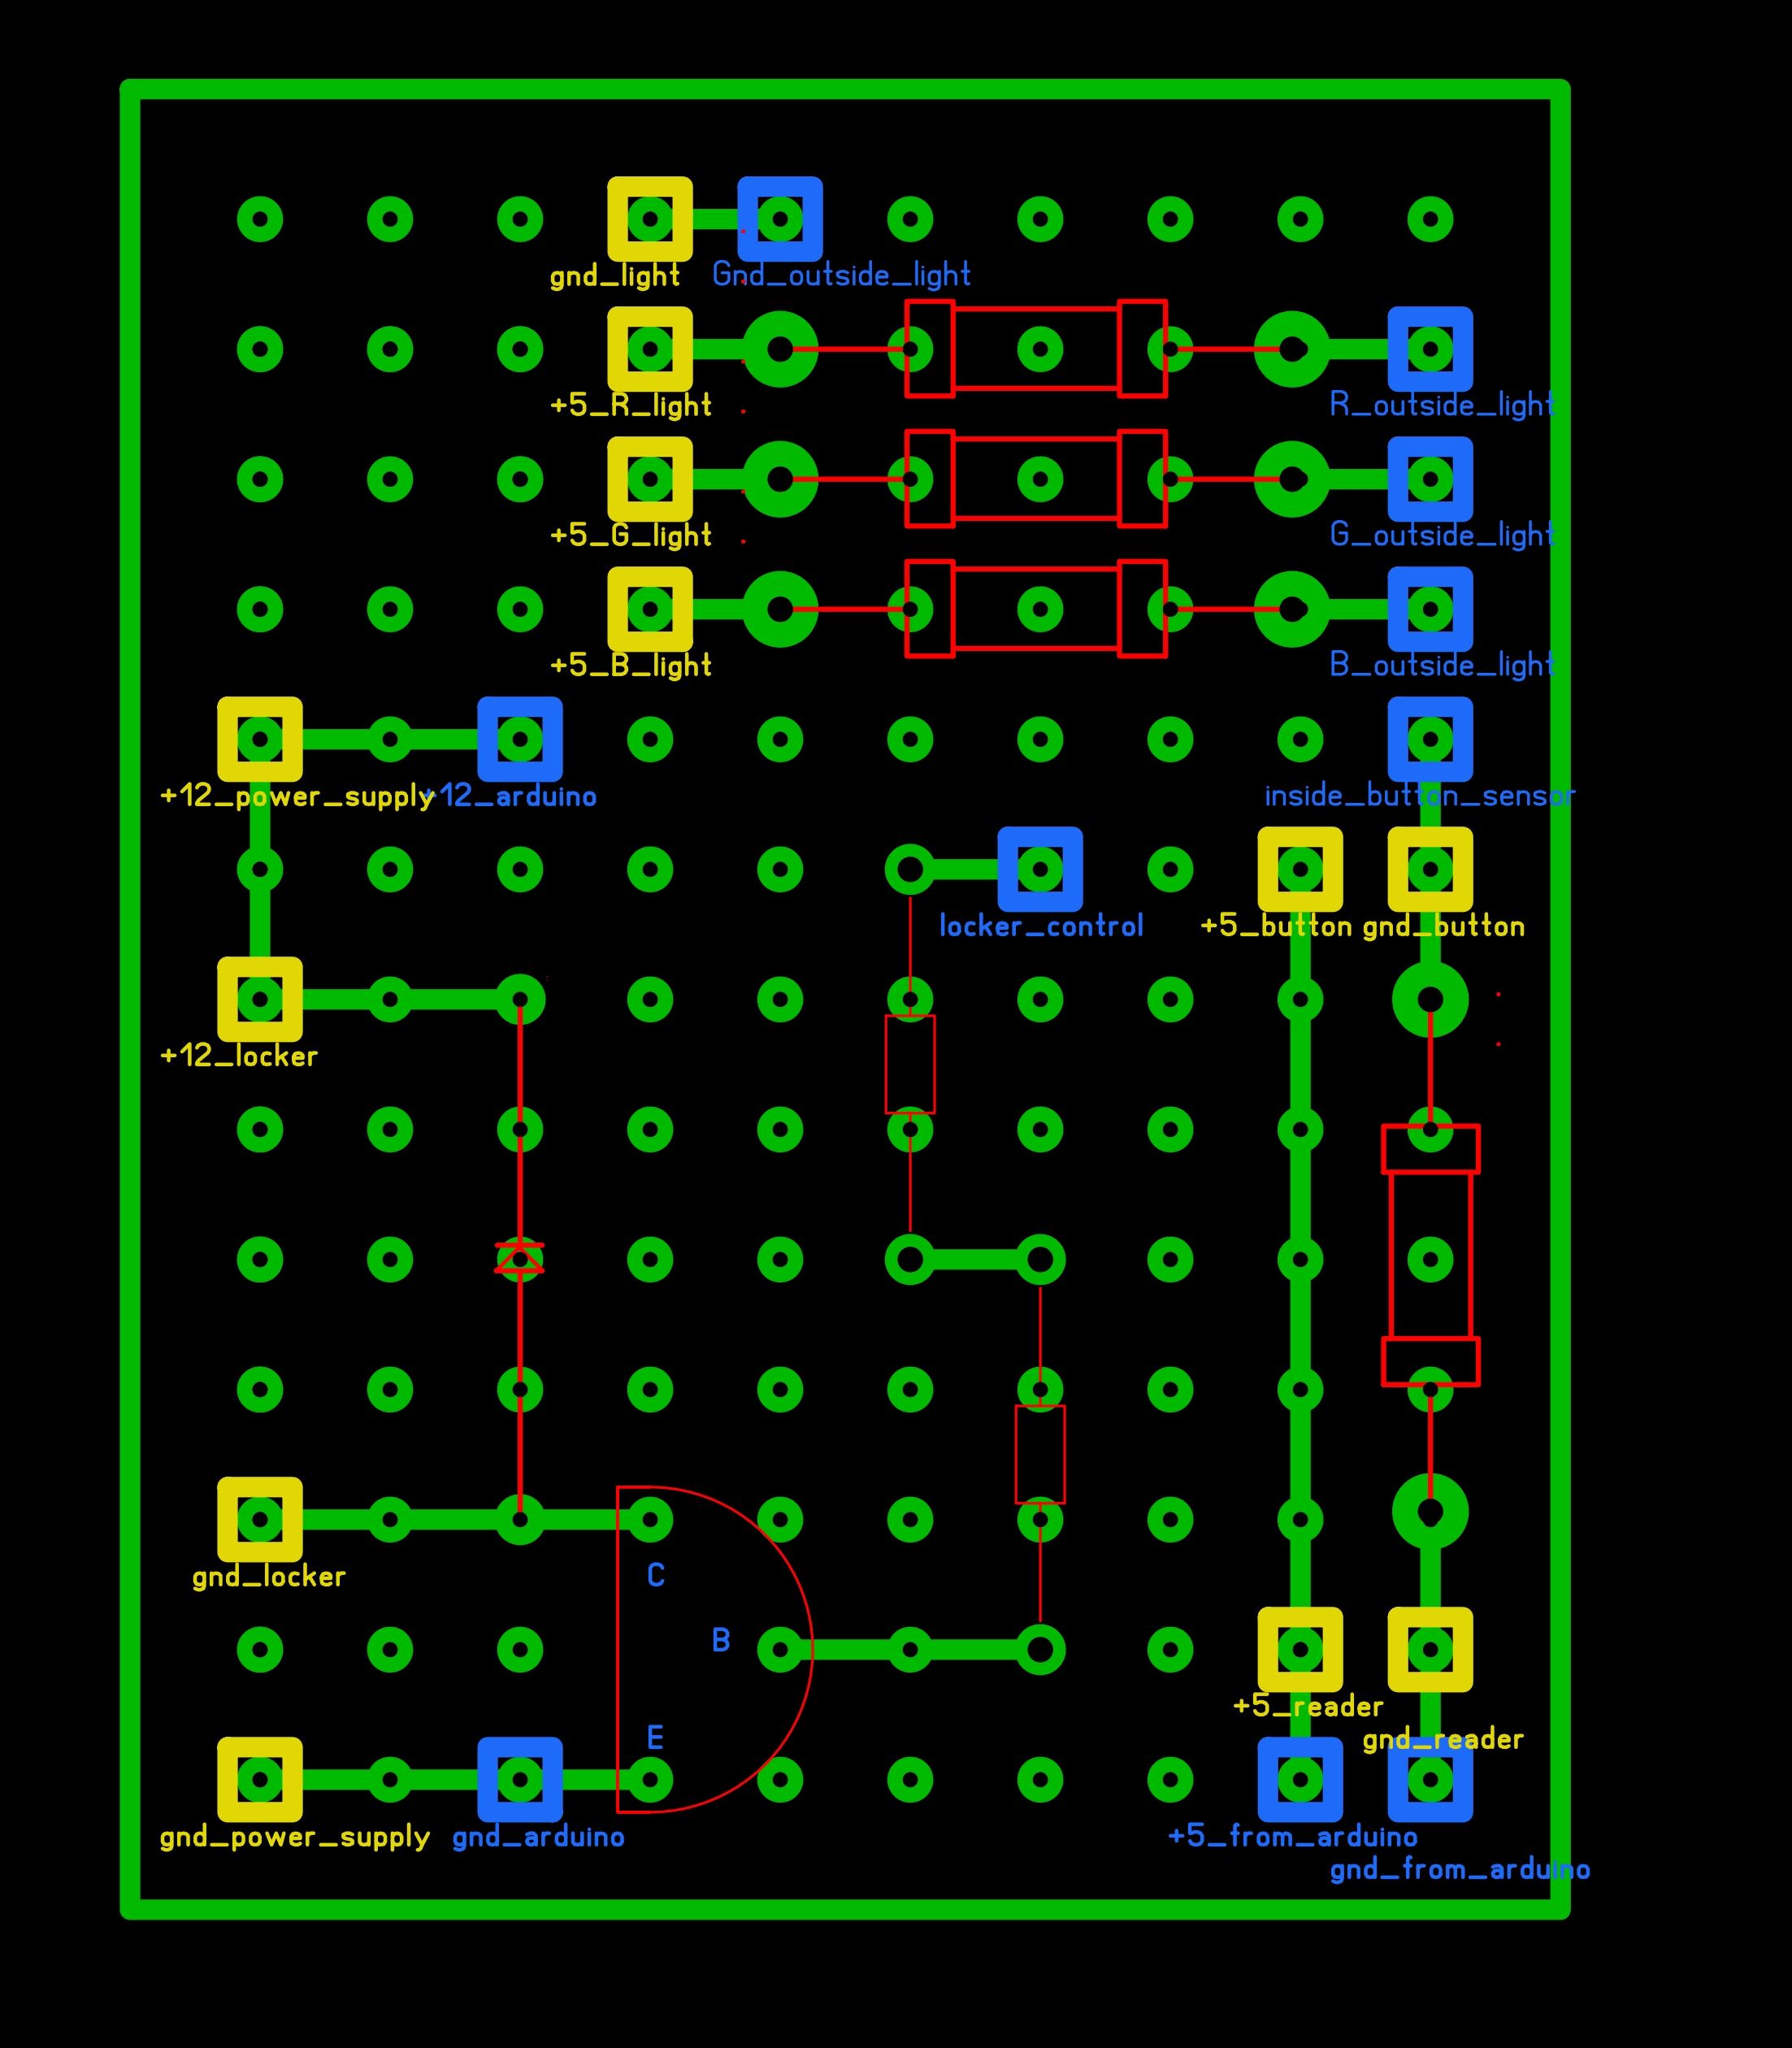 gnd_light
Gnd_outside_light
+5_R_light
R_outside_light
+5_G_light
G_outside_light
+5_B_light
B_outside_light
+12_power_supply
+12_arduino
inside_button_sensor
locker_control
+5_button
gnd_button
+12_locker
gnd_locker
C
B
E
+5_reader
gnd_reader
gnd_power_supply
gnd_arduino
+5_from_arduino
gnd_from_arduino